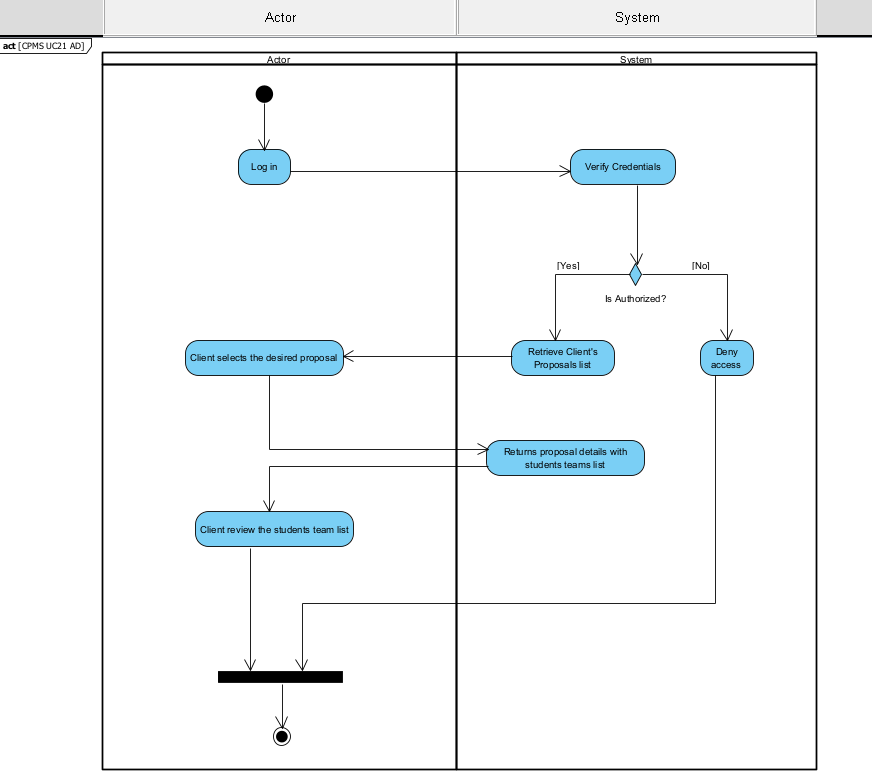 Actor
System
act [CPMS UC21 AD]
Actor
System
Log in
Verify Credentials
[Yes]
[No]
Is Authorized?
Client selects the desired proposal
Retrieve Client's
Proposals list
Deny
access
Returns proposal details with
students teams list
Client review the students team list